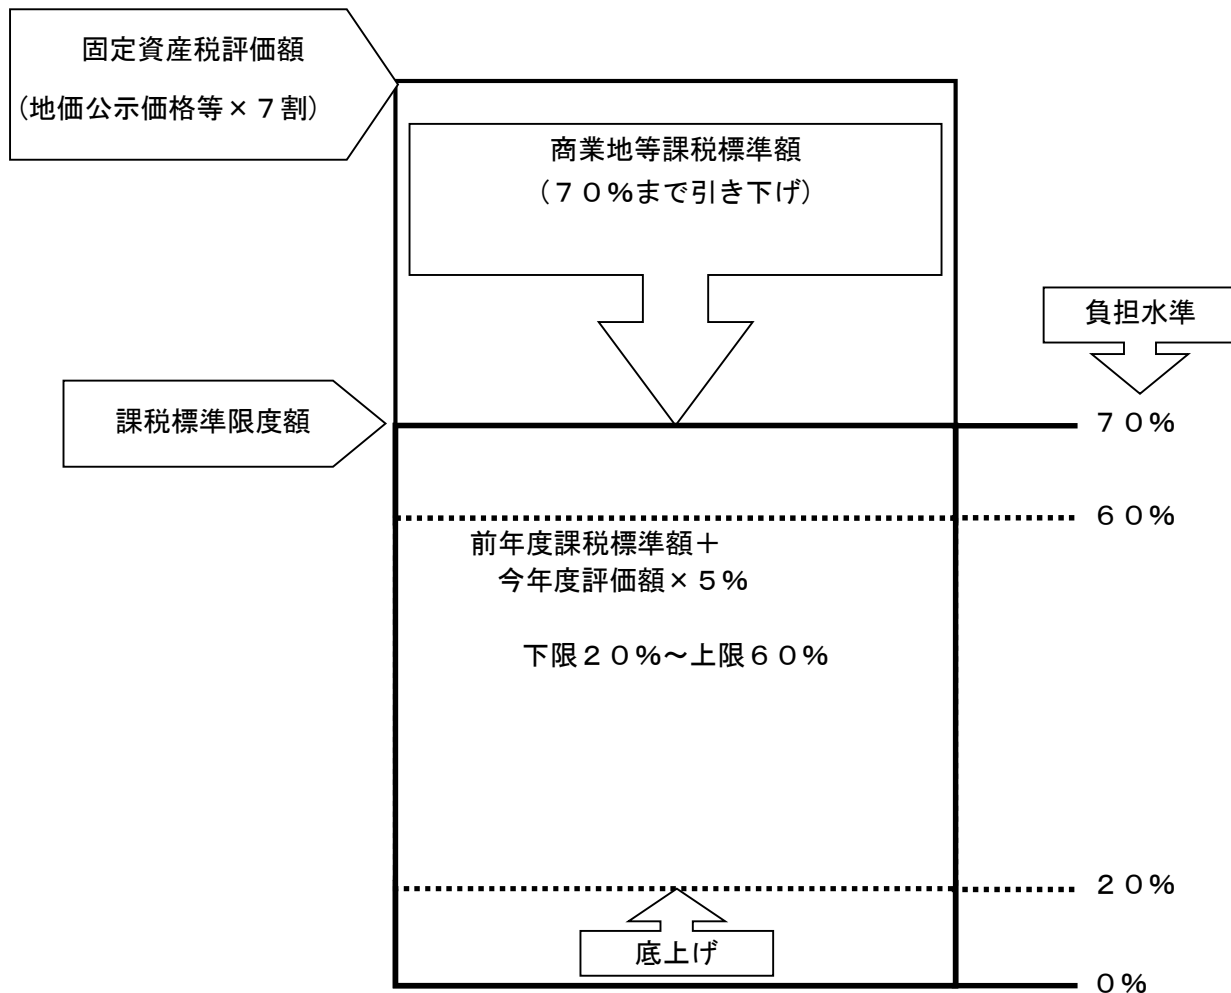 固定資産税評価額
(地価公示価格等×７割)
商業地等課税標準額
(７０%まで引き下げ)
負担水準
課税標準限度額
７０%
６０%
前年度課税標準額＋
今年度評価額×５%
下限２０%～上限６０%
２０%
底上げ
０%